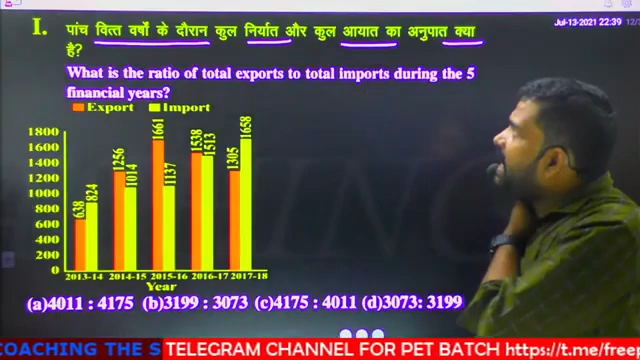 Jul-13-2021 22:39
I. पांच वित्त वर्षों के दौरान कुल निर्यात और कुल आयात का अनुपात क्या
है?
What is the ratio of total exports to total imports during the 5
financial years?
Export Import
1800
1600
1400
1200
1000
800
600
400
200
0
638 824 1256 1014 1661 1137 1538 1513 1305 1658
2013-14 2014-15 2015-16 2016-17 2017-18
Year
(a)4011 : 4175 (b)3199 : 3073 (c)4175 : 4011 (d)3073: 3199
COACHING THE S TELEGRAM CHANNEL FOR PET BATCH https://t.me/freep